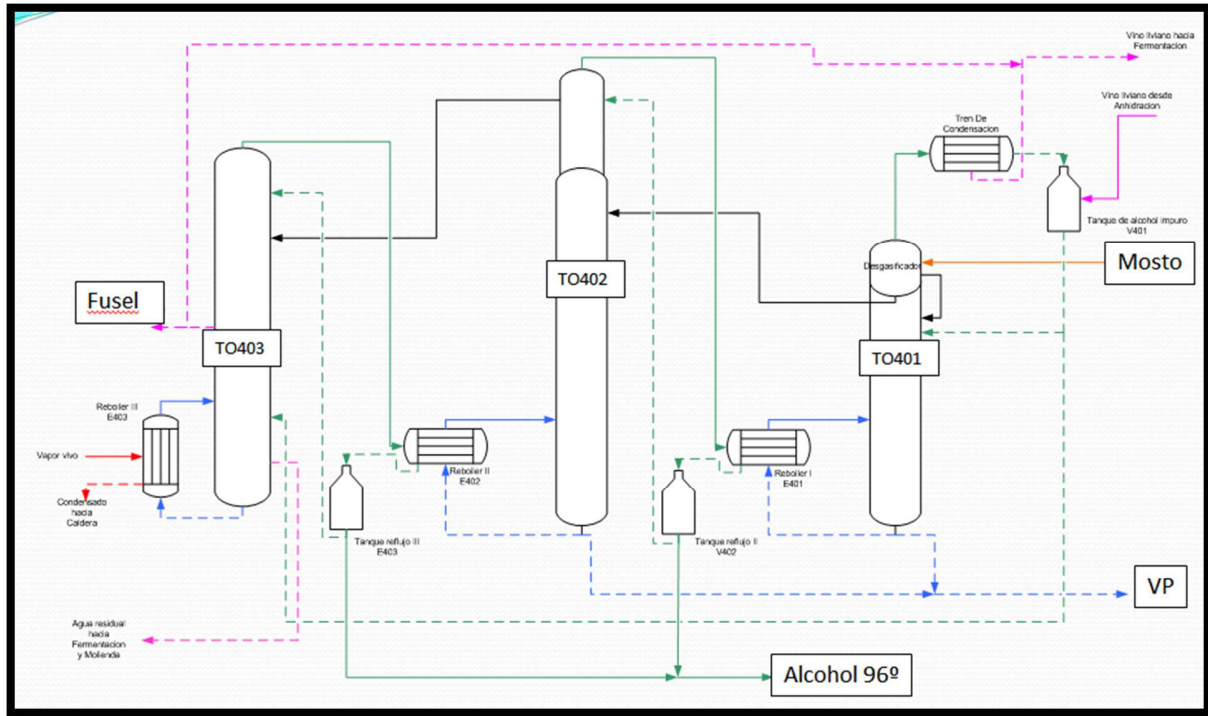 Vino liviano hacia
Fermentacion
Vino liviano desde
Anhidracion
Tren De
Condensacion
Tanque de alcohol Impuro
V401
Desgasificador
Mosto
TO402
Fusel
TO403
TO401
Reboiler III
E403
Vapor vivo
Condensado
hacia
Caldera
Reboiler II
E402
Reboiler I
E401
Tanque reflujo III
E403
Tanque reflujo II
V402
VP
Agua residual
hacia
Fermentacion
y Molienda
Alcohol 96º